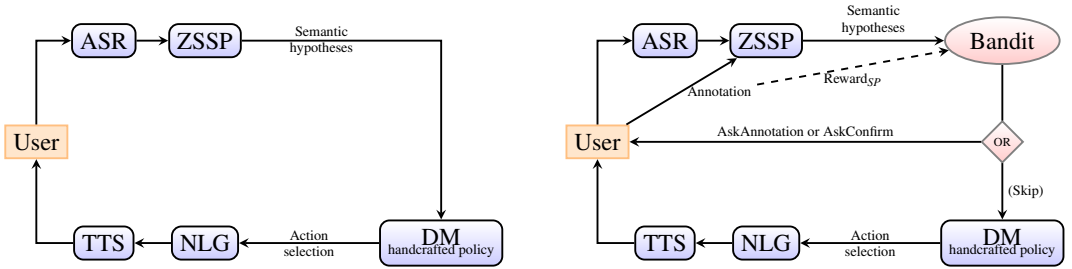 ASR
ZSSP
Semantic
hypotheses
User
TTS
NLG
Action
selection
DM
handcrafted policy
ASR
ZSSP
Semantic
hypotheses
Bandit
Reward_SP
Annotation
User
AskAnnotation or AskConfirm
OR
(Skip)
TTS
NLG
Action
selection
DM
handcrafted policy